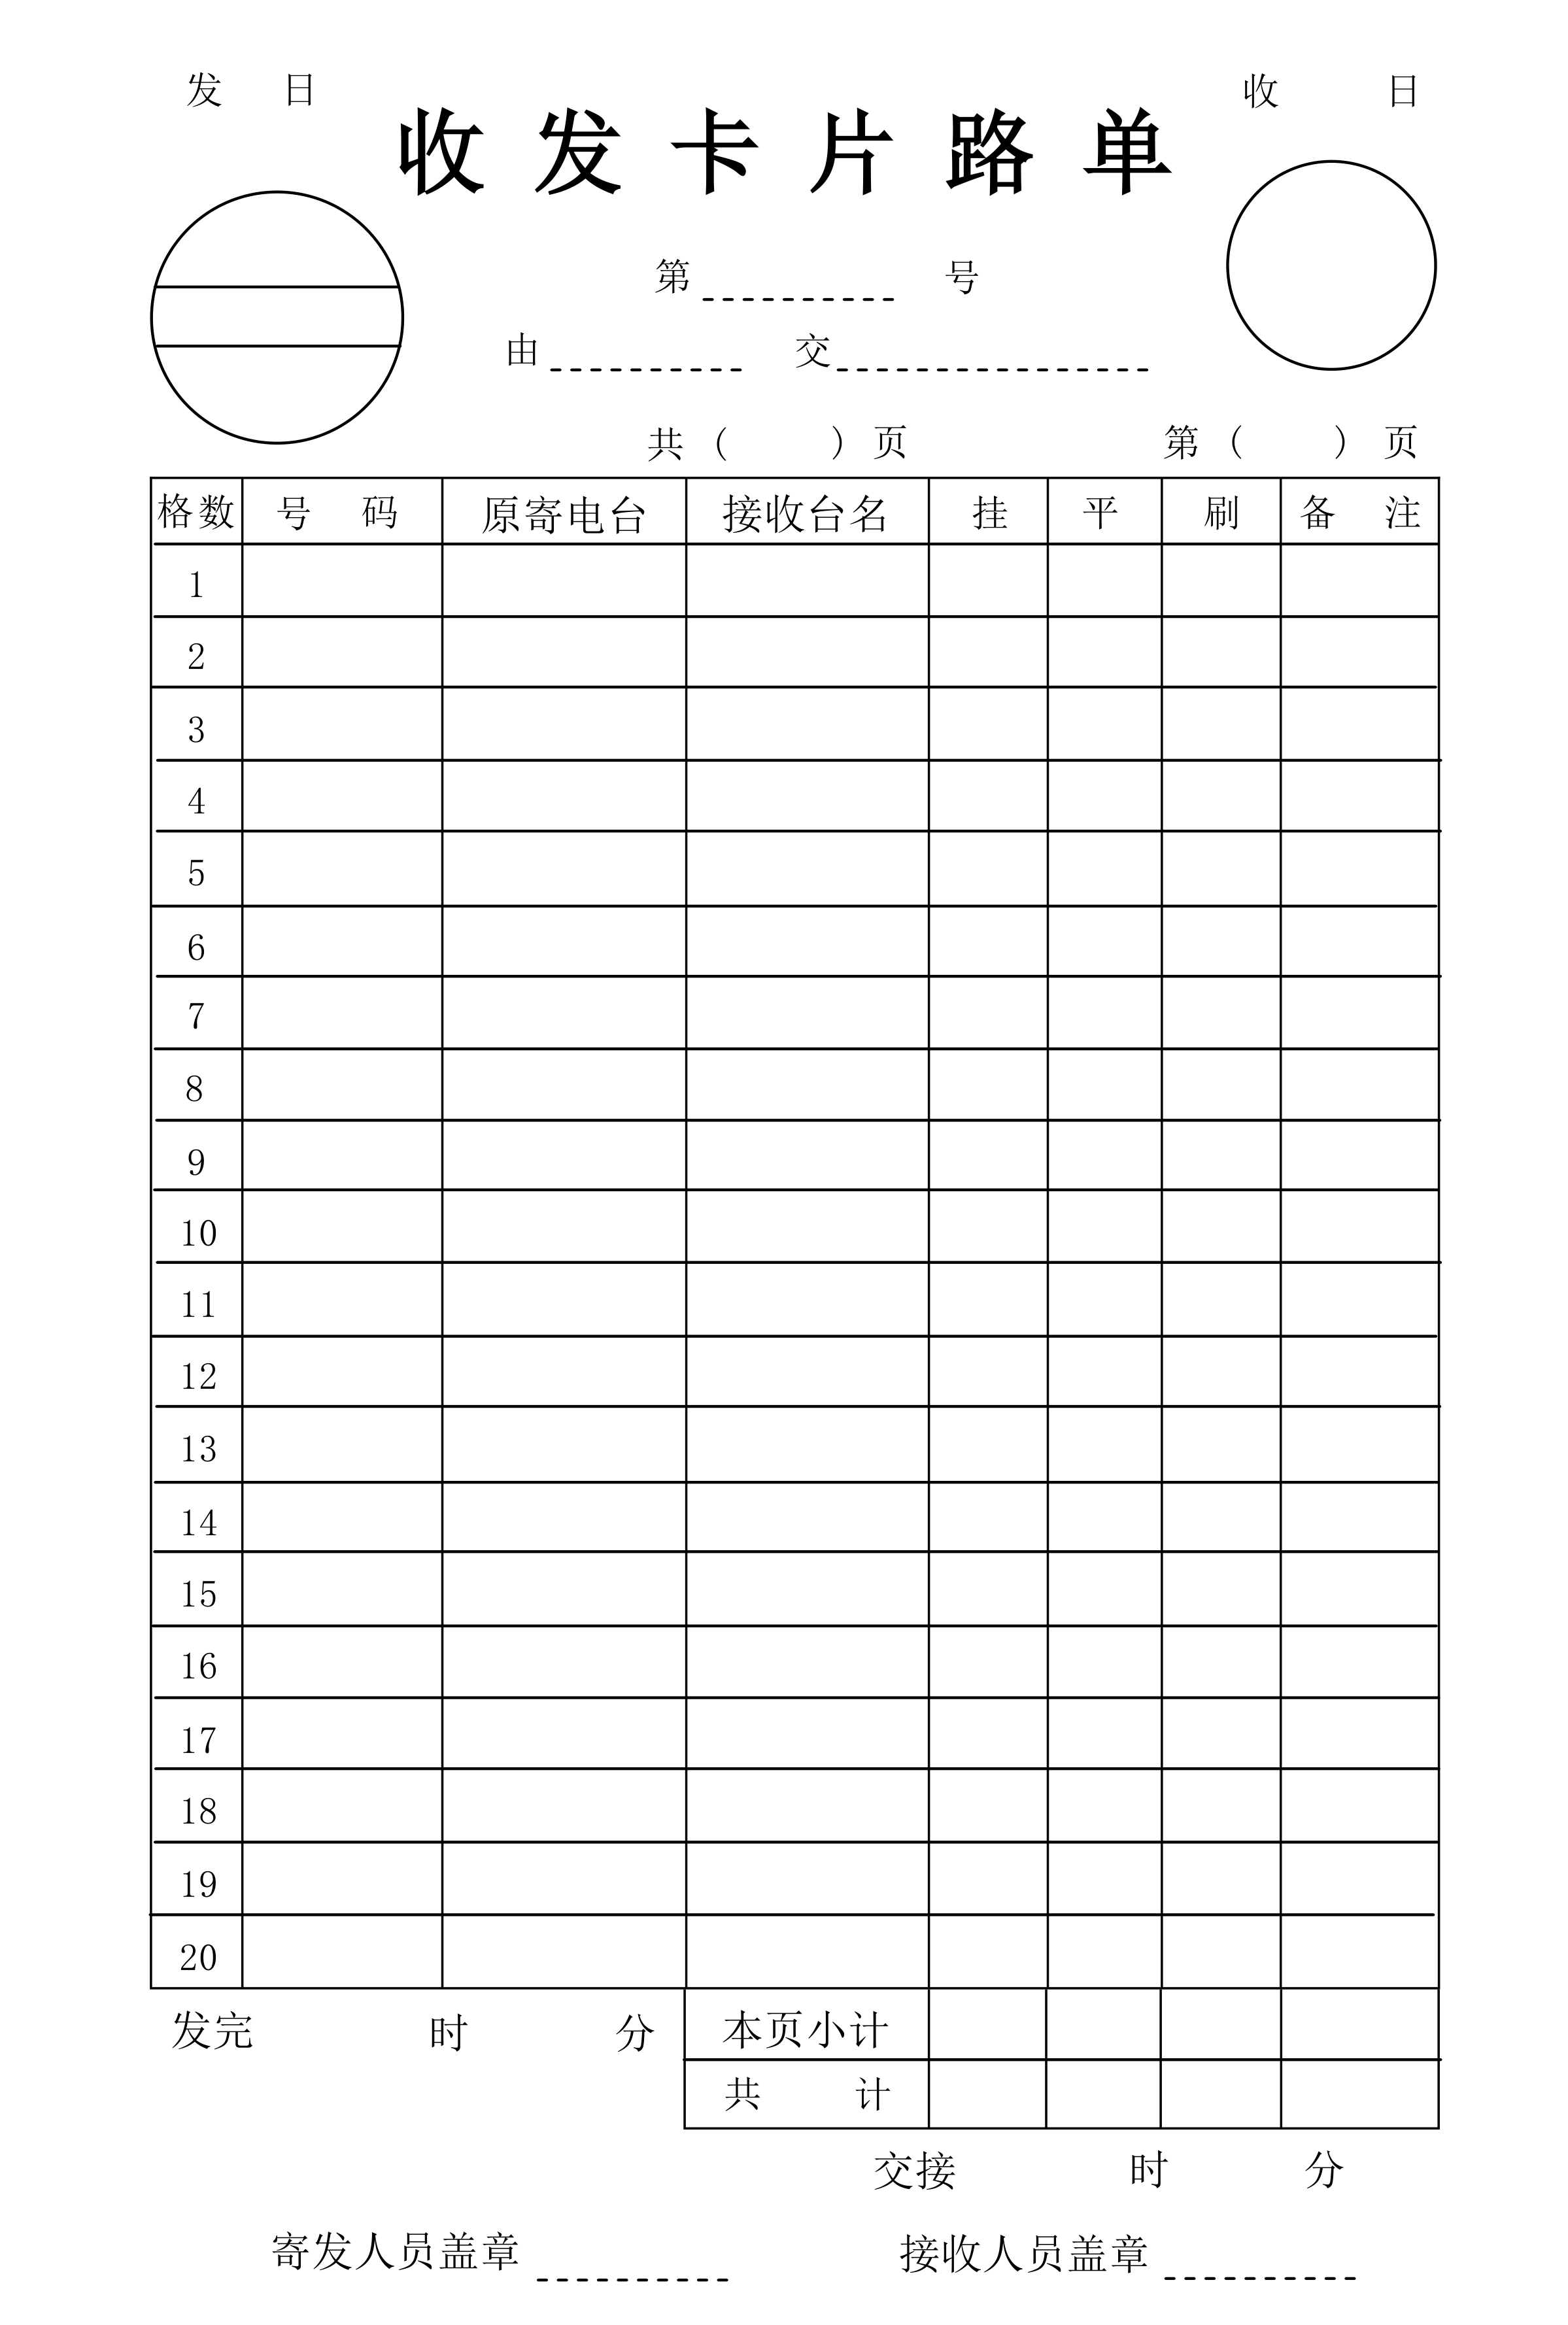 发 日 收 日
收发卡片路单
第 号
由 交
共（ ）页 第（ ）页
格数 号码 原寄电台 接收台名 挂 平 刷 备注
1
2
3
4
5
6
7
8
9
10
11
12
13
14
15
16
17
18
19
20
发完 时 分 本页小计
共计
交接 时 分
寄发人员盖章 接收人员盖章